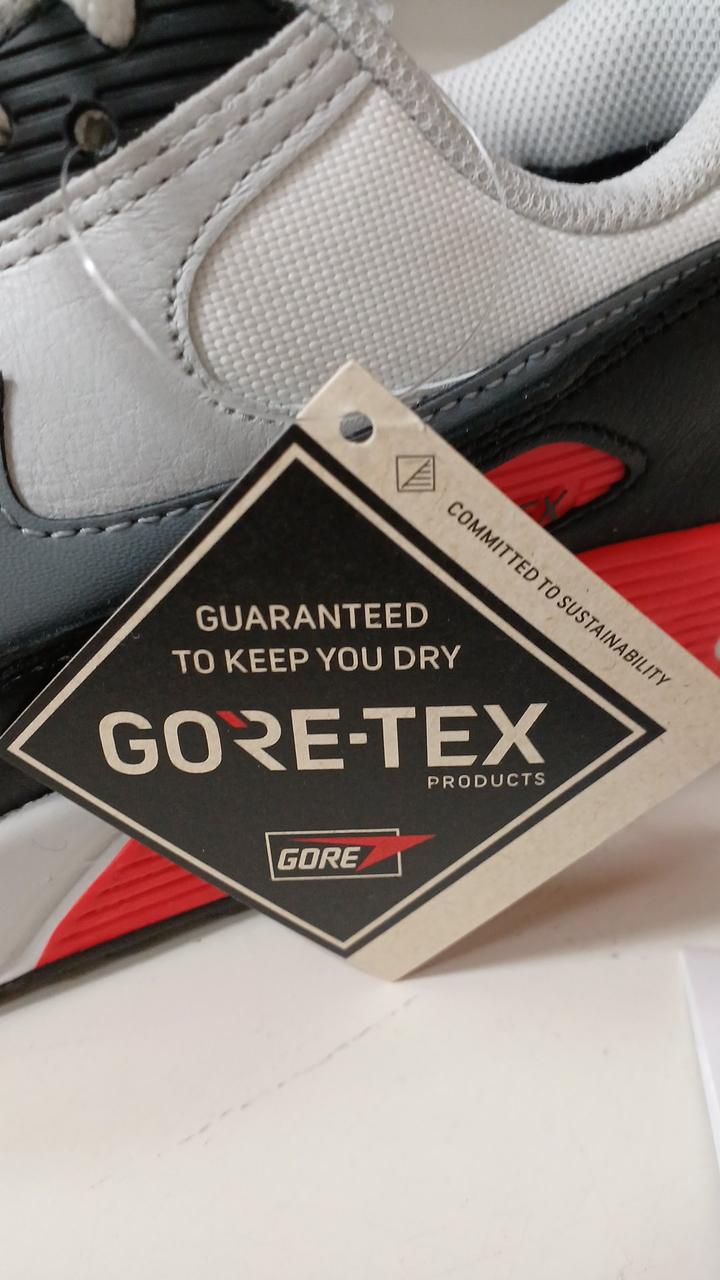 COMMITTED TO SUSTAINABILITY
GUARANTEED
TO KEEP YOU DRY
GORE-TEX
PRODUCTS
GORE